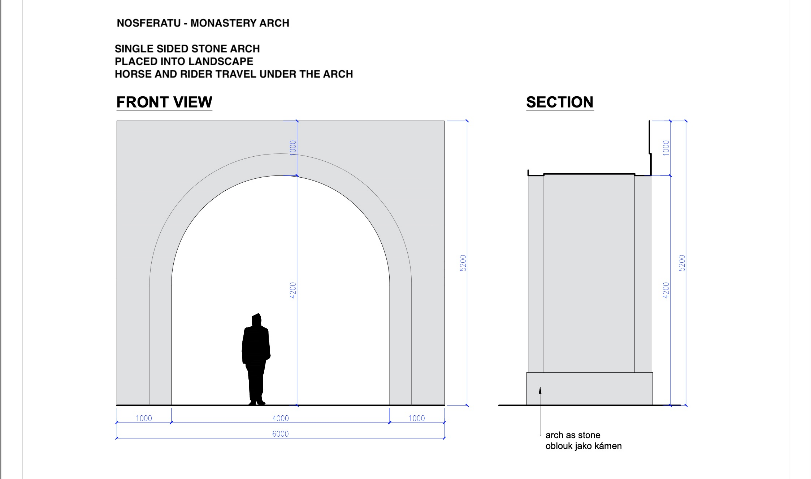 NOSFERATU - MONASTERY ARCH
SINGLE SIDED STONE ARCH
PLACED INTO LANDSCAPE
HORSE AND RIDER TRAVEL UNDER THE ARCH
FRONT VIEW
1000
4200
5200
1000
4000
1000
6000
SECTION
1000
4200
5200
arch as stone
oblouk jako kámen